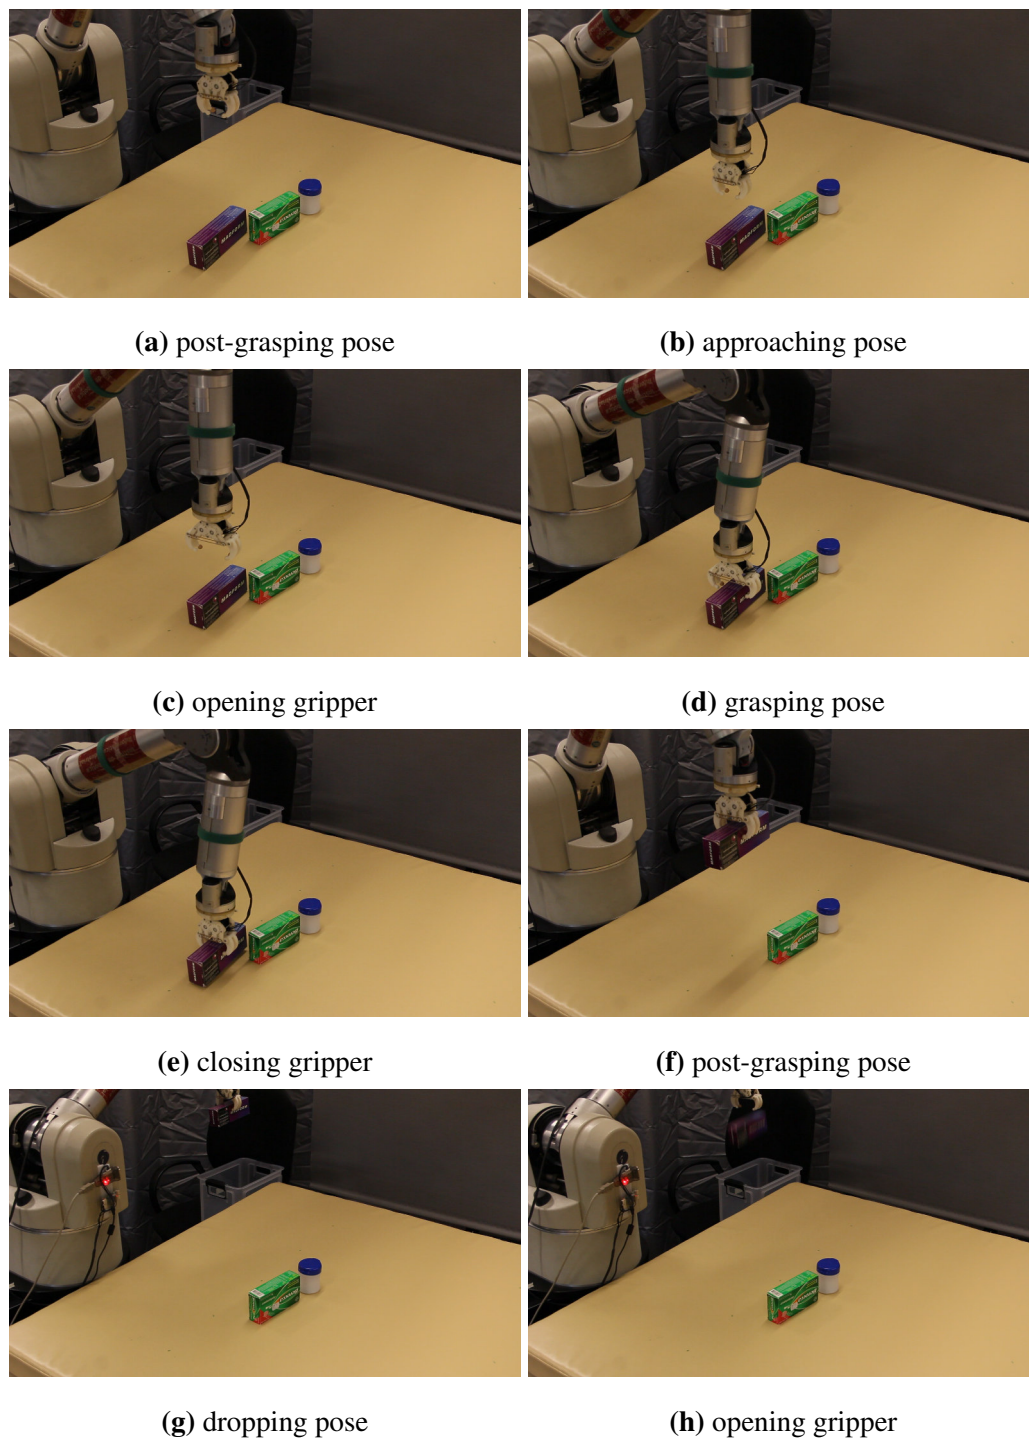 (a) post-grasping pose
(b) approaching pose
(c) opening gripper
(d) grasping pose
(e) closing gripper
(f) post-grasping pose
(g) dropping pose
(h) opening gripper